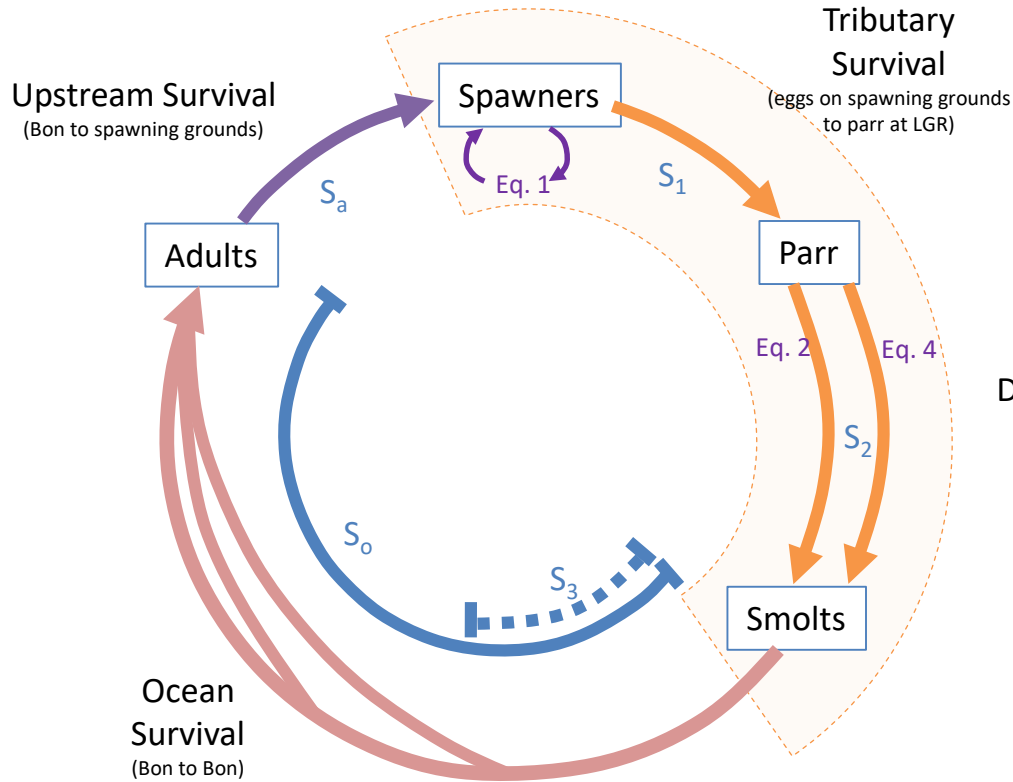 Tributary
Survival
(eggs on spawning grounds
to parr at LGR)
Upstream Survival
(Bon to spawning grounds)
Spawners
Eq. 1
S₁
Sₐ
Adults
Parr
Eq. 2
Eq. 4
D
S₂
Sₒ
S₃
Smolts
Ocean
Survival
(Bon to Bon)